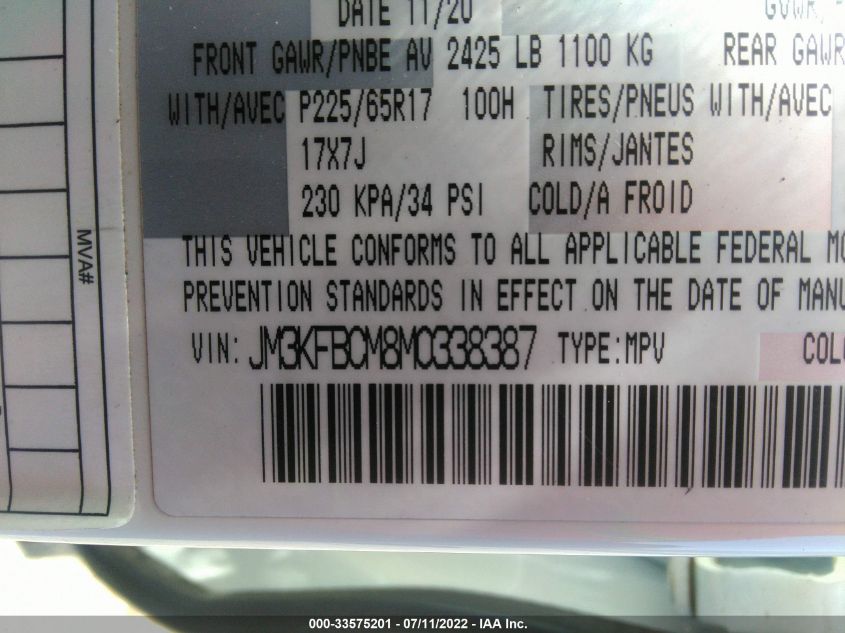 DATE 11/20 GVWR/
FRONT GAWR/PNBE AV 2425 LB 1100 KG REAR GAWR
WITH/AVEC P225/65R17 100H TIRES/PNEUS WITH/AVEC
17X7J RIMS/JANTES
230 KPA/34 PSI COLD/A FROID
THIS VEHICLE CONFORMS TO ALL APPLICABLE FEDERAL MO
PREVENTION STANDARDS IN EFFECT ON THE DATE OF MANU
VIN: JM3KFBCM8M0338387 TYPE:MPV COLO
MVA#
000-33575201 - 07/11/2022 - IAA Inc.